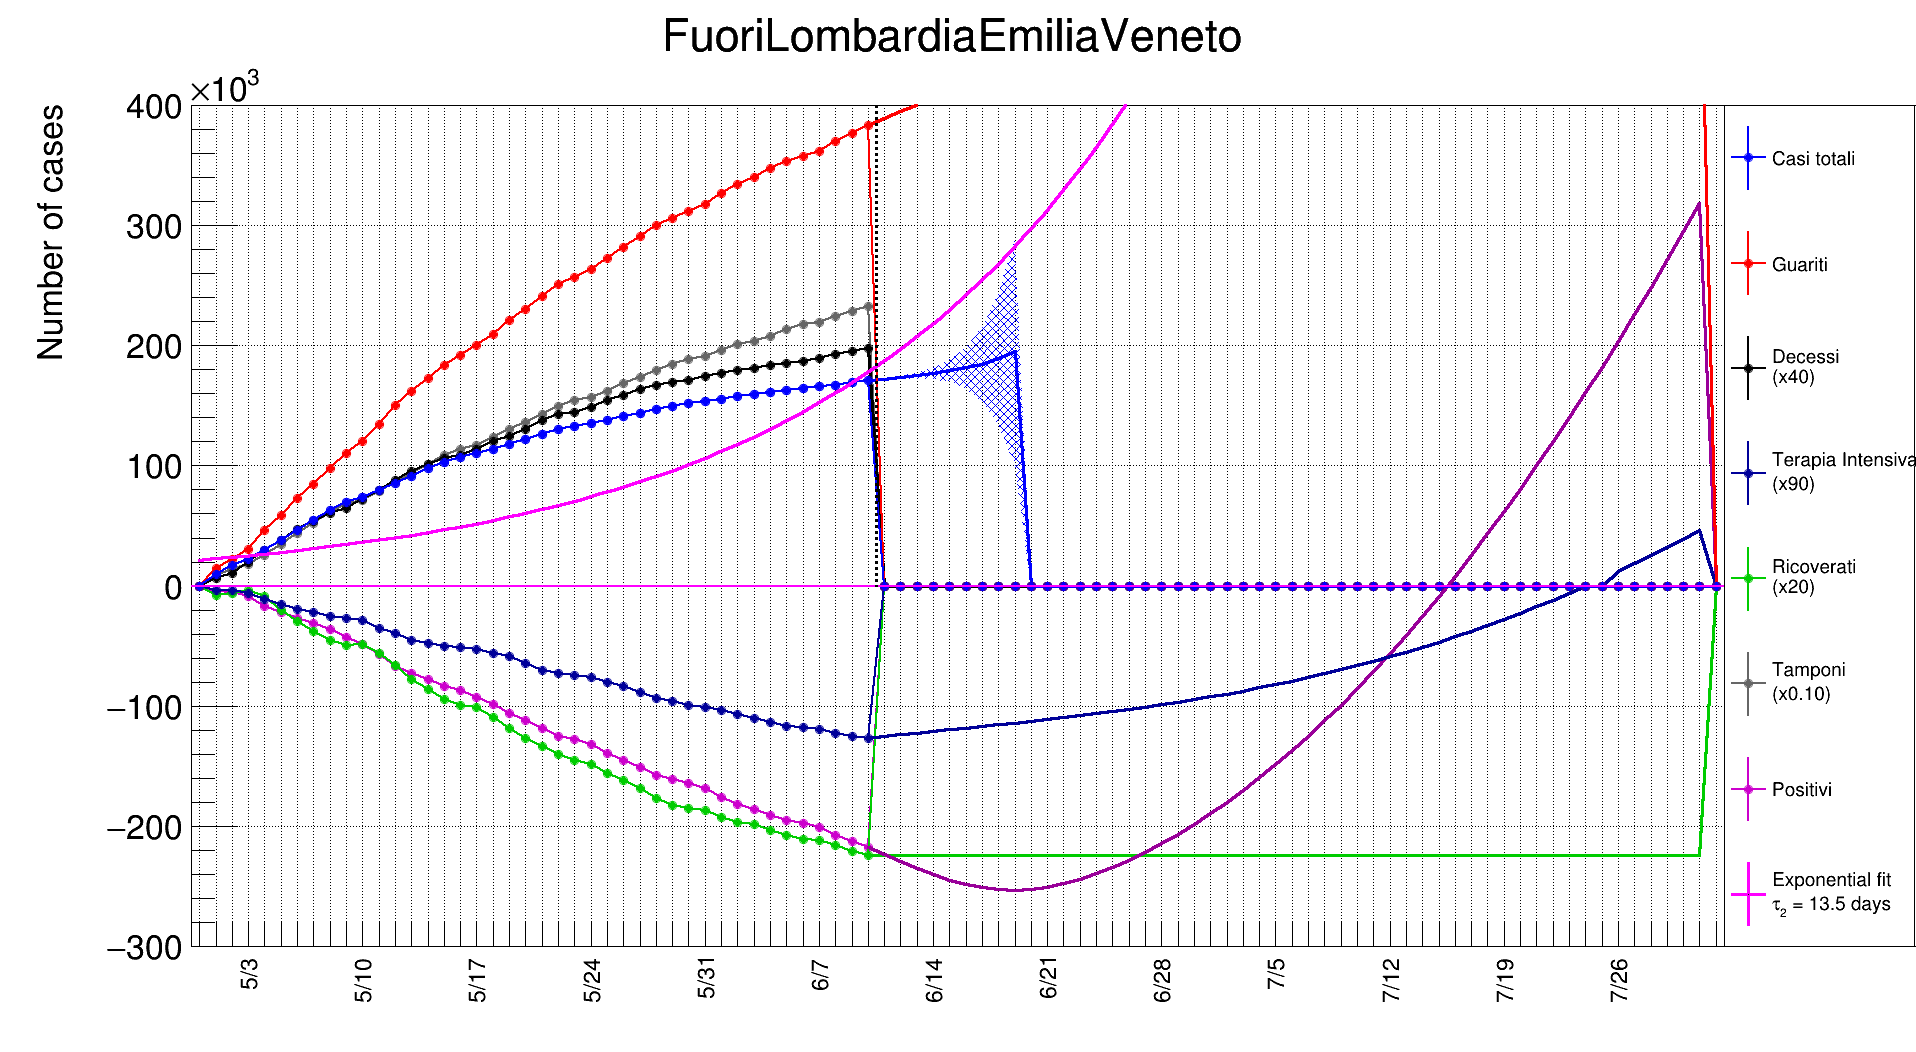 FuoriLombardiaEmiliaVeneto
×10³
Number of cases
400
300
200
100
0
−100
−200
−300
5/3
5/10
5/17
5/24
5/31
6/7
6/14
6/21
6/28
7/5
7/12
7/19
7/26
Casi totali
Guariti
Decessi
(x40)
Terapia Intensiva
(x90)
Ricoverati
(x20)
Tamponi
(x0.10)
Positivi
Exponential fit
τ₂ = 13.5 days